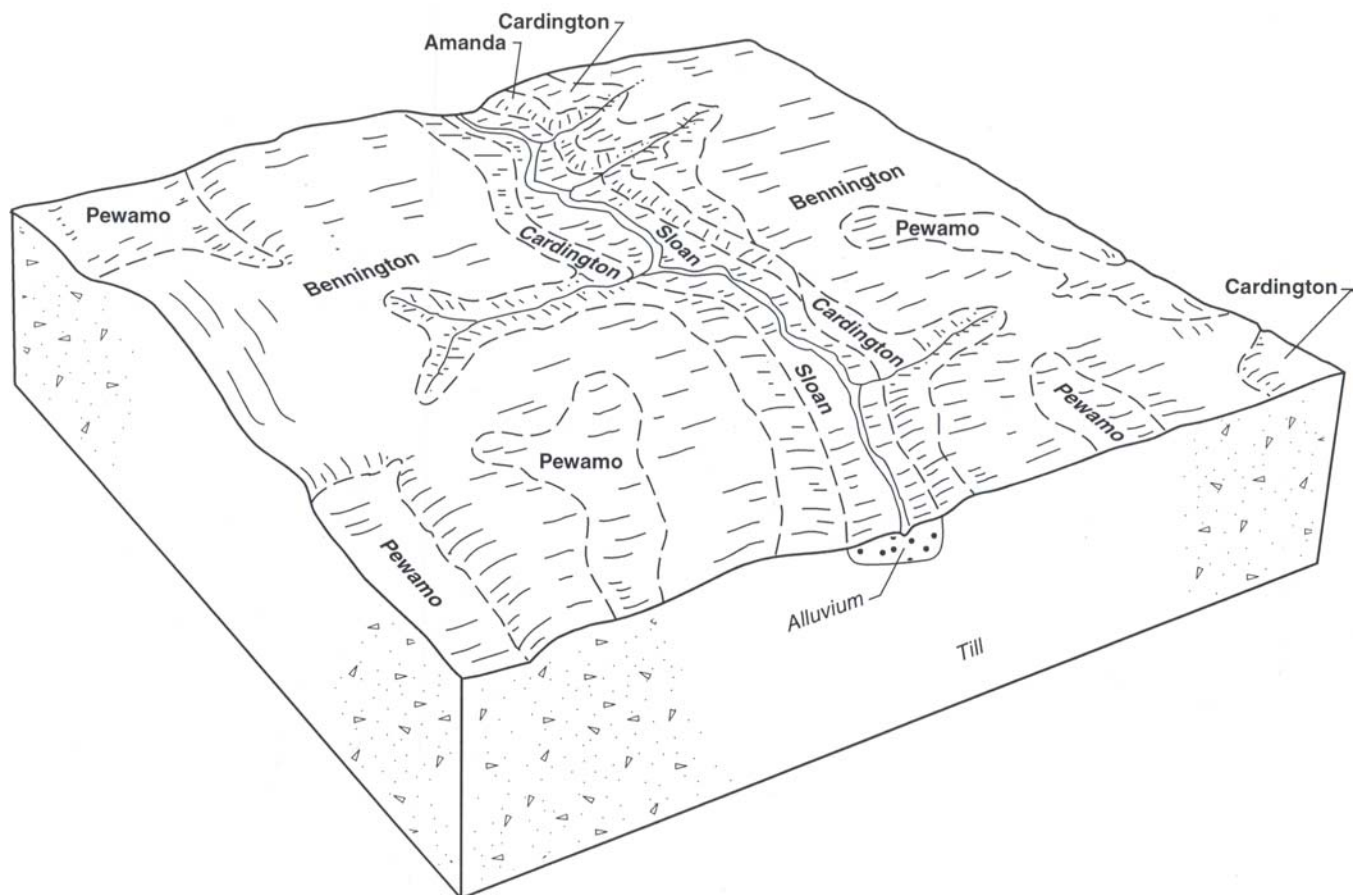 Cardington
Amanda
Bennington
Pewamo
Pewamo
Sloan
Cardington
Bennington
Cardington
Cardington
Sloan
Pewamo
Pewamo
Pewamo
Alluvium
Till